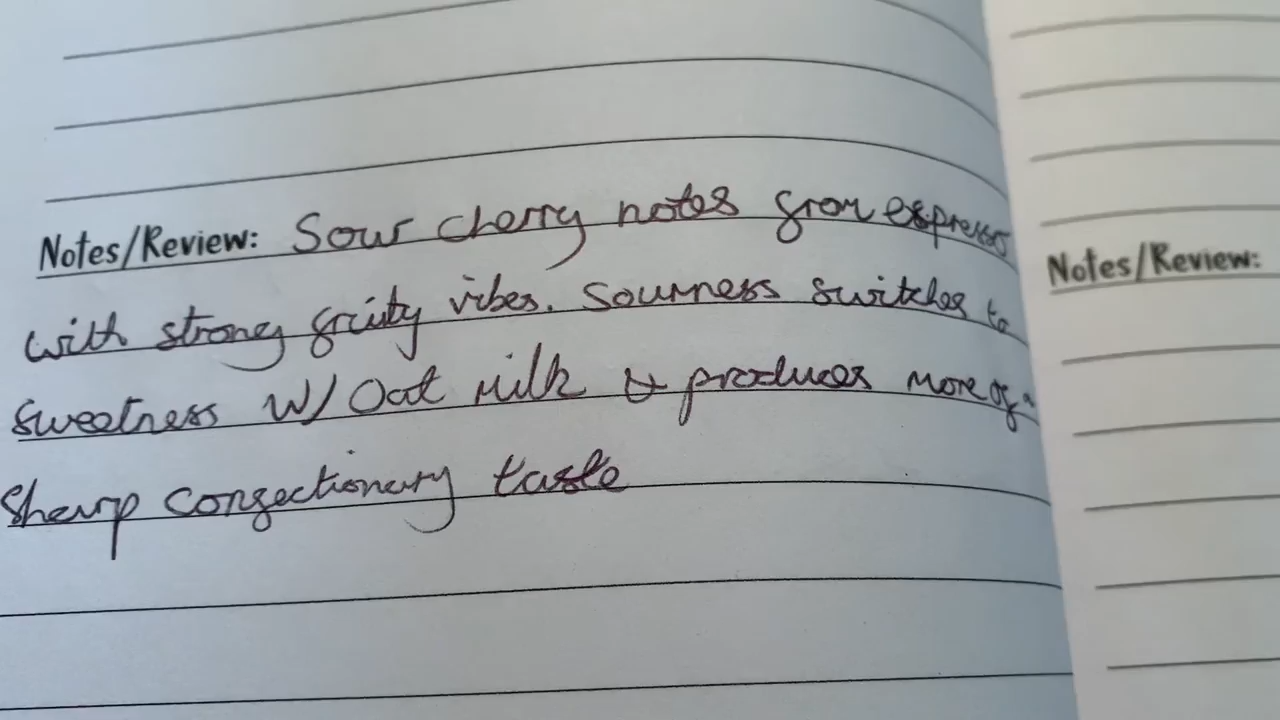 Notes/Review: Sour cherry notes from espresso
with strong fruity vibes. Sourness switches to
sweetness w/ Oat milk & produces more of a
sharp confectionary taste
Notes/Review: